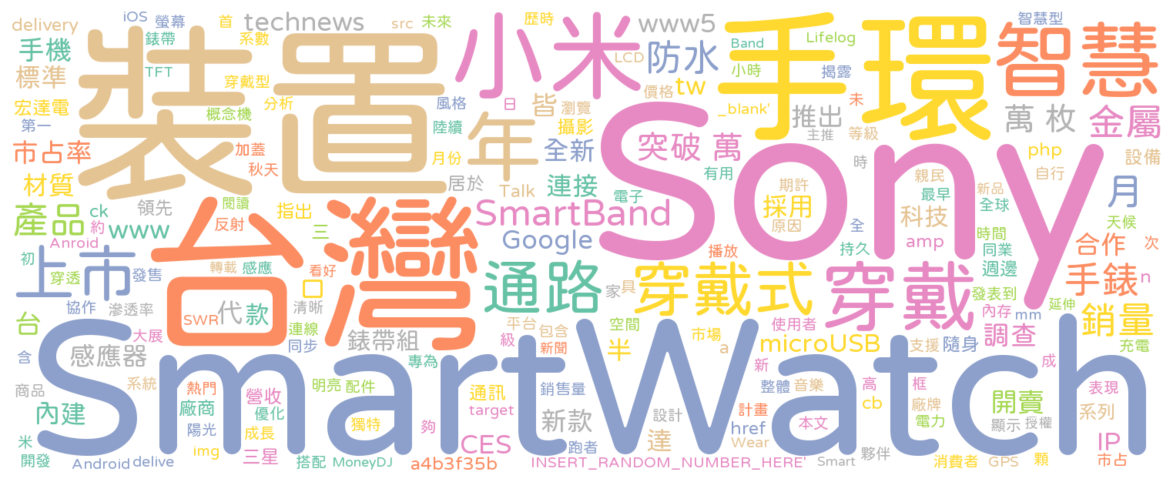 delivery iOS 螢幕 首 technews src 未來 歷時 www5 智慧型
手機 錶帶 系數 小米 LCD 防水 Band Lifelog 手環 智慧
標準 TFT 裝置 穿戴型 風格 價格 tw 小時 揭露
宏達電 概念機 分析 日 瀏覽 _blank' 未
第一 陸續 年 皆 攝影 推出 等級 萬 枚 金屬
市占率 加蓋 月份 全新 突破 萬 主推 php 設備
材質 秋天 居於 Talk 連接 有用 親民 自行
產品 ck 領先 閱讀 指出 SmartBand 電子 期許 採用 最早 新品 月
約 www 反射 三 Google Sony 原因 科技 全球 天候
Anroid 台灣 播放 全 amp 時間 同業 合作 次
初 上市 轉載 感應 看好 口 通路 穿戴式 持久 穿戴 週邊 手錶 n
穿透 發售 家 具 發表到 延伸
協作 滲透率 SWR 代 款 清晰 內存 mm 銷量
台 大展 連線 錶帶組 平台 包含 空間 市場 使用者 調查 充電
含 感應器 同步 專為 級 新聞 半 a microUSB 支援 隨身 成
SmartWatch
商品 系統 熱門 營收 明亮 配件 通訊 銷售量 新 整體 音樂 高 框 開賣 表現
內建 廠商 優化 獨特 target 新款 設計 計畫 cb 廠牌 系列
米 陽光 成長 夠 CES 達 href 本文 電力 顯示 授權 IP
開發 Android delive img 三星 搭配 MoneyDJ a4b3f35b 跑者 Wear 夥伴 消費者 GPS 顆 市占
INSERT_RANDOM_NUMBER_HERE' Smart
時